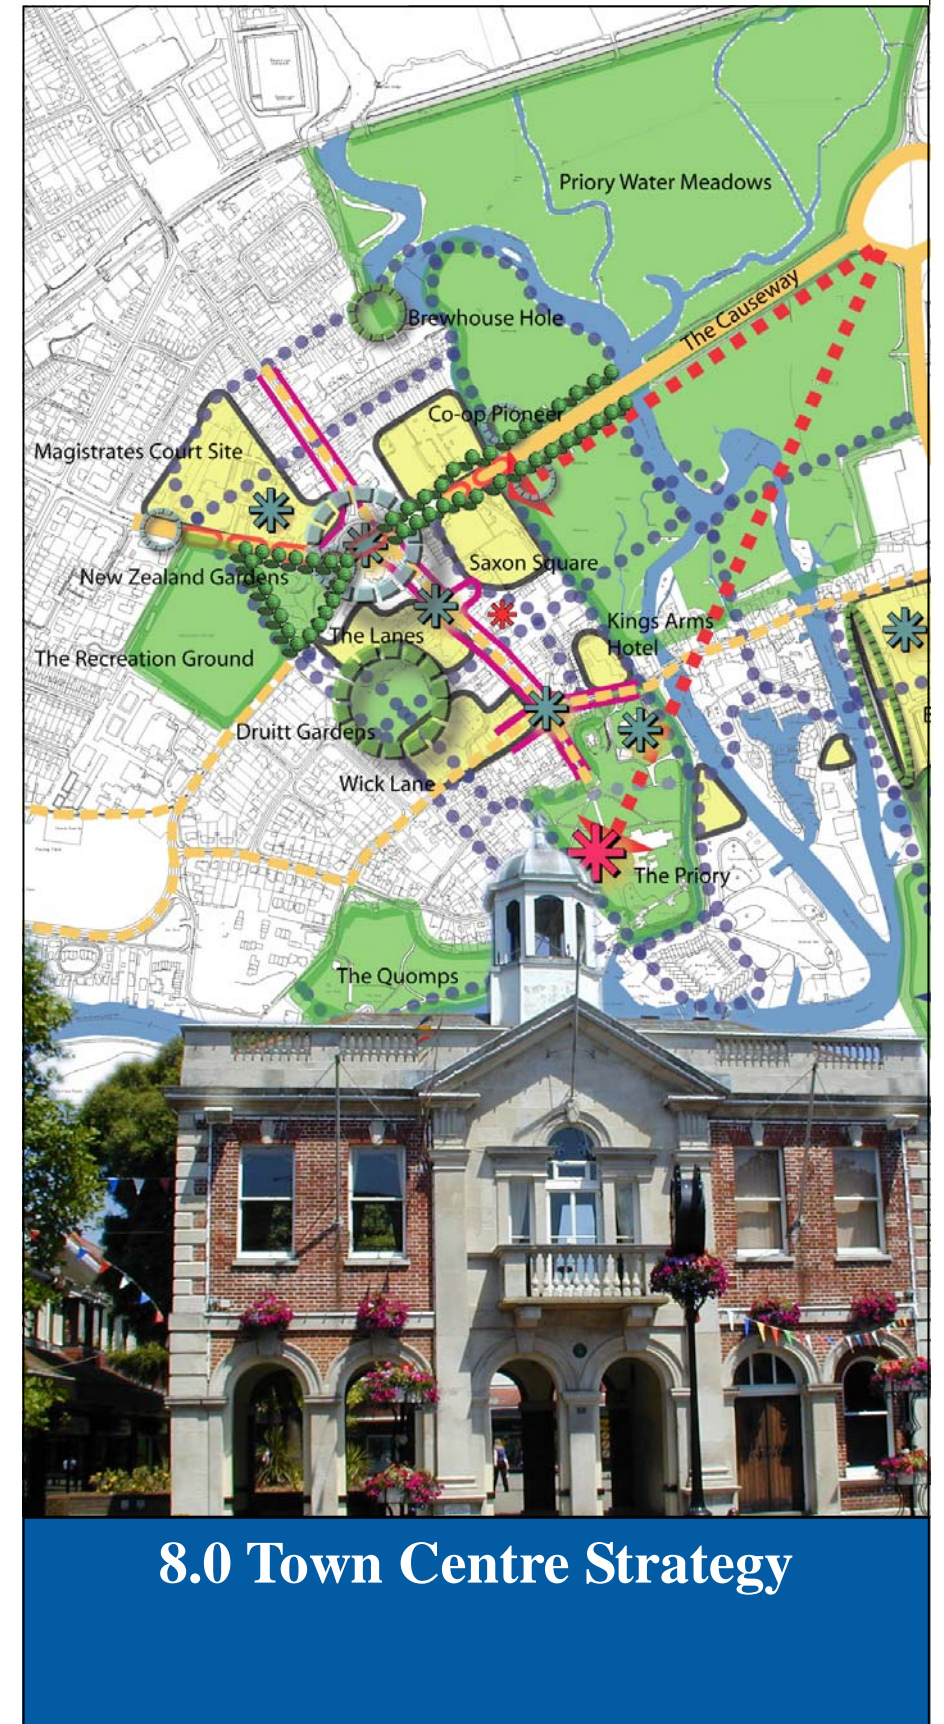 Priory Water Meadows
The Causeway
Brewhouse Hole
Co-op Pioneer
Magistrates Court Site
Saxon Square
New Zealand Gardens
Kings Arms
Hotel
The Lanes
The Recreation Ground
Druitt Gardens
Wick Lane
The Priory
The Quomps
8.0 Town Centre Strategy